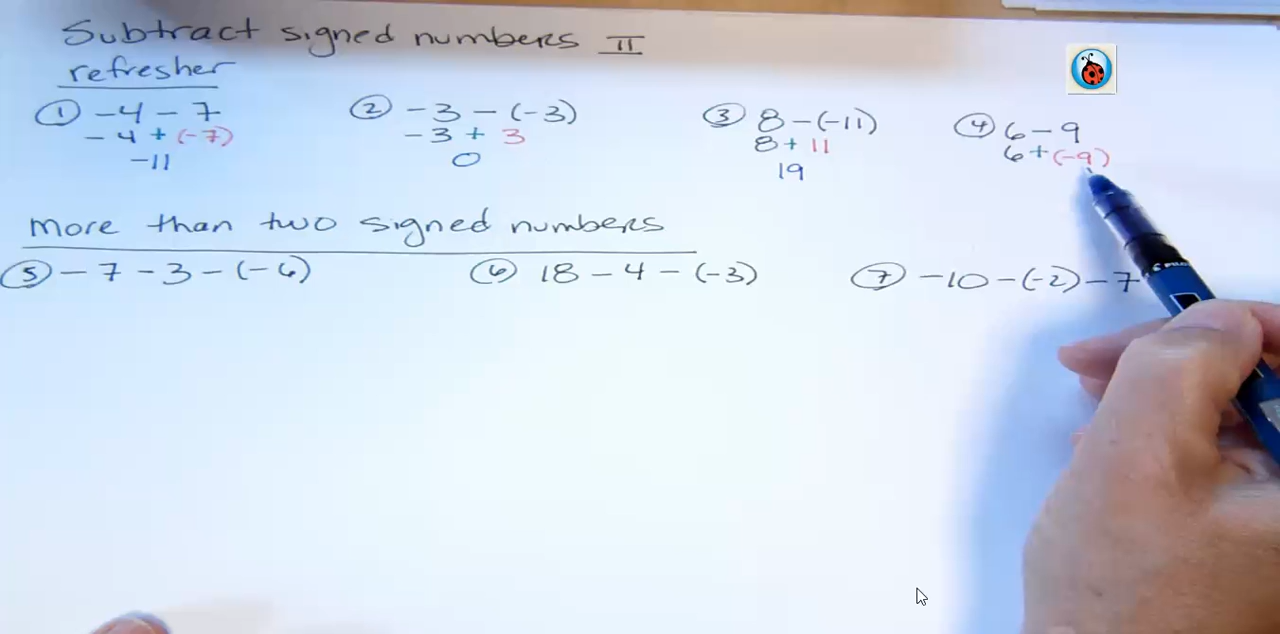 Subtract signed numbers II
refresher
① -4 - 7
-4 + (-7)
-11
② -3 - (-3)
-3 + 3
0
③ 8 - (-11)
8 + 11
19
④ 6 - 9
6 + (-9)
more than two signed numbers
⑤ -7 - 3 - (-6)
⑥ 18 - 4 - (-3)
⑦ -10 - (-2) - 7